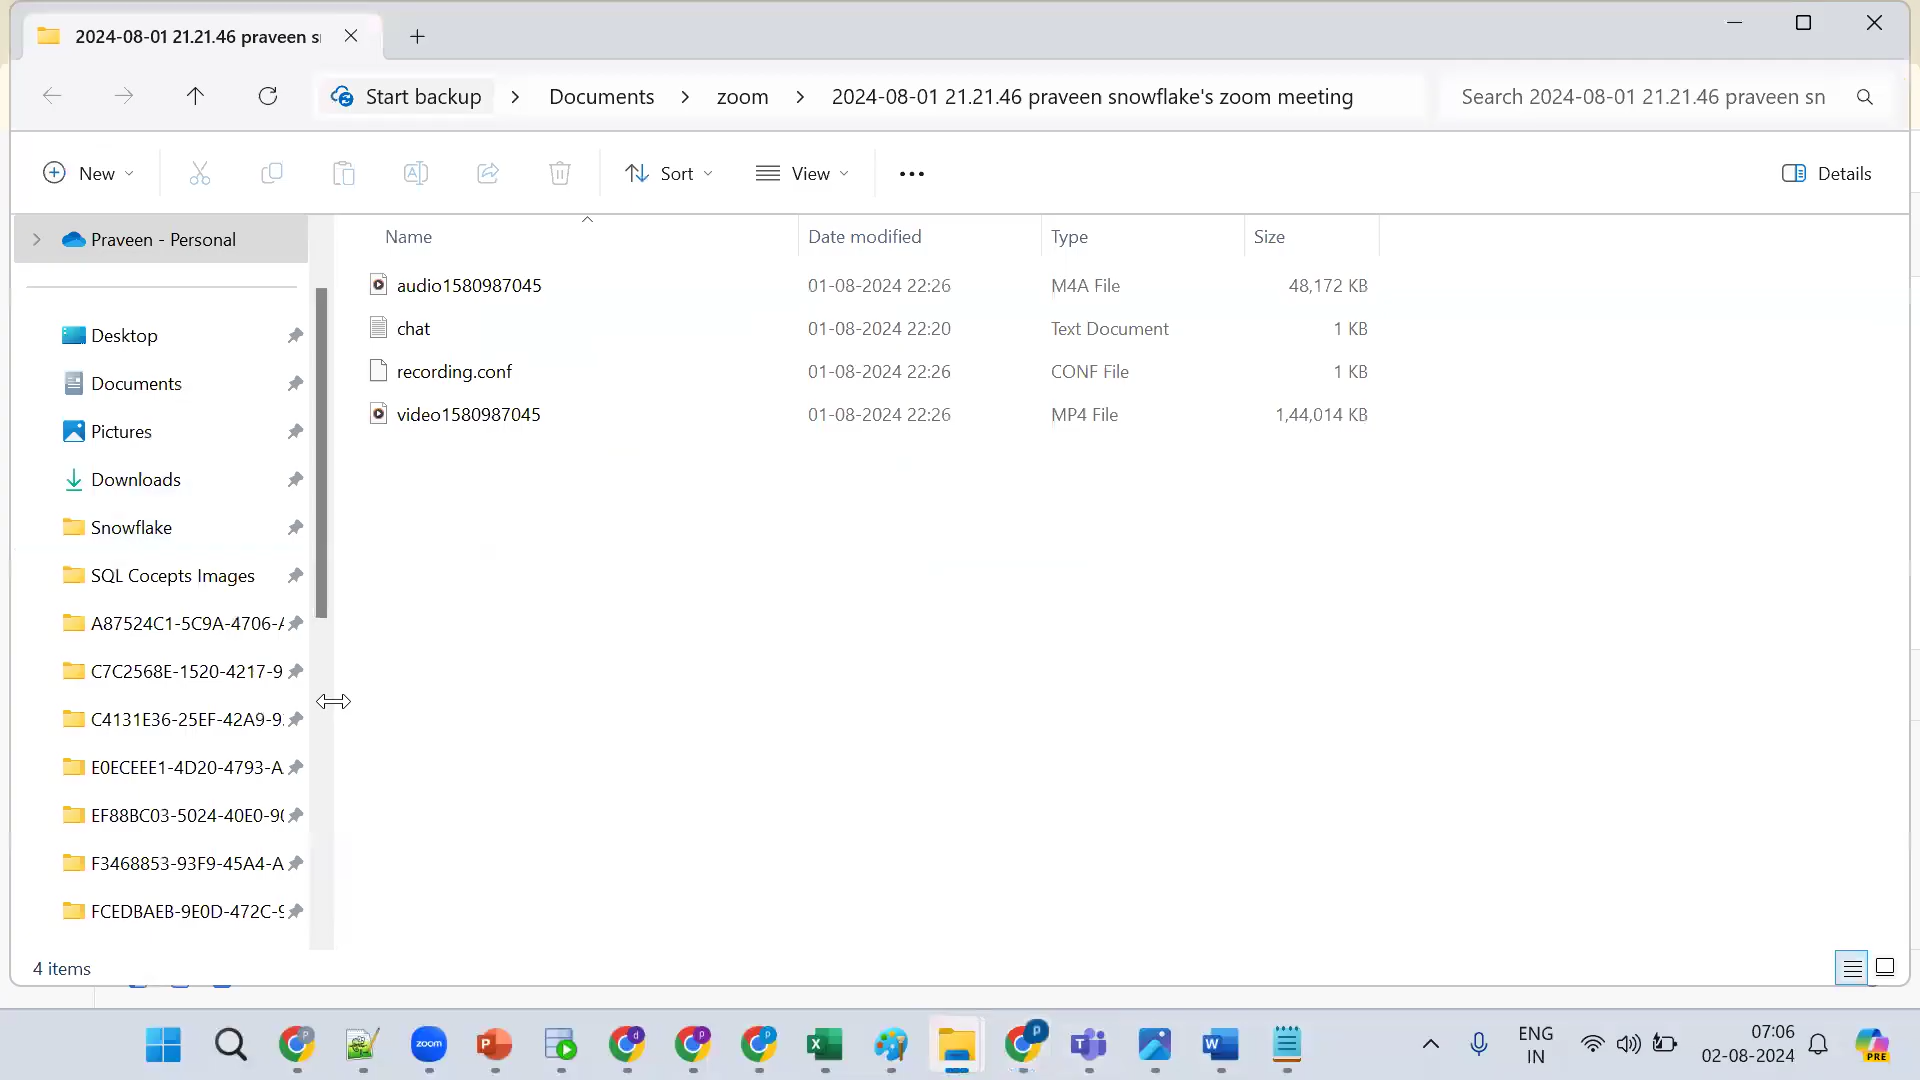 2024-08-01 21.21.46 praveen s
Start backup
Documents
zoom
2024-08-01 21.21.46 praveen snowflake's zoom meeting
Search 2024-08-01 21.21.46 praveen sn
New
Sort
View
Details
Praveen - Personal
Desktop
Documents
Pictures
Downloads
Snowflake
SQL Cocepts Images
A87524C1-5C9A-4706-A
C7C2568E-1520-4217-9
C4131E36-25EF-42A9-9
E0ECEEE1-4D20-4793-A
EF88BC03-5024-40E0-90
F3468853-93F9-45A4-A
FCEDBAEB-9E0D-472C-9
Name Date modified Type Size
audio1580987045 01-08-2024 22:26 M4A File 48,172 KB
chat 01-08-2024 22:20 Text Document 1 KB
recording.conf 01-08-2024 22:26 CONF File 1 KB
video1580987045 01-08-2024 22:26 MP4 File 1,44,014 KB
4 items
zoom
ENG
IN
07:06
02-08-2024
PRE